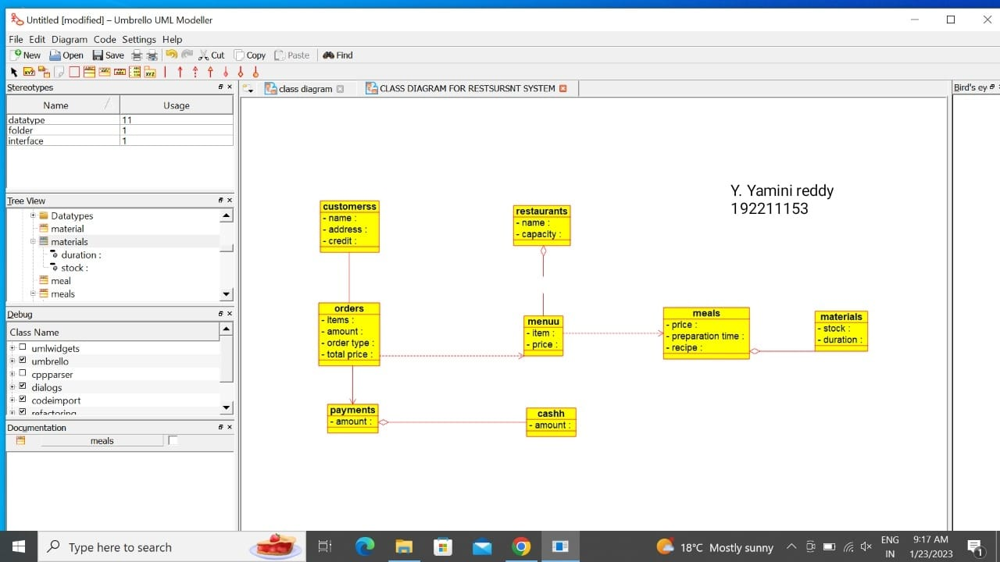 Untitled [modified] – Umbrello UML Modeller
File Edit Diagram Code Settings Help
New Open Save Cut Copy Paste Find
Stereotypes
Name Usage
datatype 11
folder 1
interface 1
Tree View
Datatypes
material
materials
duration :
stock :
meal
meals
Debug
Class Name
umlwidgets
umbrello
cppparser
dialogs
codeimport
refactoring
Documentation
meals
class diagram
CLASS DIAGRAM FOR RESTSURSNT SYSTEM
Bird's ey
Y. Yamini reddy
192211153
customerss
- name :
- address :
- credit :
restaurants
- name :
- capacity :
orders
- items :
- amount :
- order type :
- total price :
menuu
- item :
- price :
meals
- price :
- preparation time :
- recipe :
materials
- stock :
- duration :
payments
- amount :
cashh
- amount :
Type here to search
18°C Mostly sunny
ENG
IN
9:17 AM
1/23/2023
1